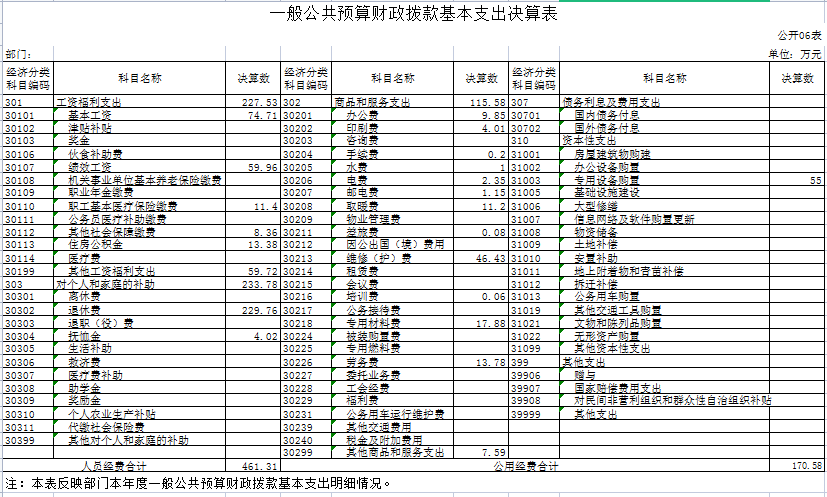 一般公共预算财政拨款基本支出决算表
公开06表
部门： 单位：万元
经济分类科目编码 科目名称 决算数 经济分类科目编码 科目名称 决算数 经济分类科目编码 科目名称 决算数
301 工资福利支出 227.53 302 商品和服务支出 115.58 307 债务利息及费用支出
30101 基本工资 74.71 30201 办公费 9.85 30701 国内债务付息
30102 津贴补贴 30202 印刷费 4.01 30702 国外债务付息
30103 奖金 30203 咨询费 310 资本性支出
30106 伙食补助费 30204 手续费 0.2 31001 房屋建筑物购建
30107 绩效工资 59.96 30205 水费 1 31002 办公设备购置
30108 机关事业单位基本养老保险缴费 30206 电费 2.35 31003 专用设备购置 55
30109 职业年金缴费 30207 邮电费 1.15 31005 基础设施建设
30110 职工基本医疗保险缴费 11.4 30208 取暖费 11.2 31006 大型修缮
30111 公务员医疗补助缴费 30209 物业管理费 31007 信息网络及软件购置更新
30112 其他社会保障缴费 8.36 30211 差旅费 0.08 31008 物资储备
30113 住房公积金 13.38 30212 因公出国（境）费用 31009 土地补偿
30114 医疗费 30213 维修（护）费 46.43 31010 安置补助
30199 其他工资福利支出 59.72 30214 租赁费 31011 地上附着物和青苗补偿
303 对个人和家庭的补助 233.78 30215 会议费 31012 拆迁补偿
30301 离休费 30216 培训费 0.06 31013 公务用车购置
30302 退休费 229.76 30217 公务接待费 31019 其他交通工具购置
30303 退职（役）费 30218 专用材料费 17.88 31021 文物和陈列品购置
30304 抚恤金 4.02 30224 被装购置费 31022 无形资产购置
30305 生活补助 30225 专用燃料费 31099 其他资本性支出
30306 救济费 30226 劳务费 13.78 399 其他支出
30307 医疗费补助 30227 委托业务费 39906 赠与
30308 助学金 30228 工会经费 39907 国家赔偿费用支出
30309 奖励金 30229 福利费 39908 对民间非营利组织和群众性自治组织补贴
30310 个人农业生产补贴 30231 公务用车运行维护费 39999 其他支出
30311 代缴社会保险费 30239 其他交通费用
30399 其他对个人和家庭的补助 30240 税金及附加费用
30299 其他商品和服务支出 7.59
人员经费合计 461.31 公用经费合计 170.58
注：本表反映部门本年度一般公共预算财政拨款基本支出明细情况。